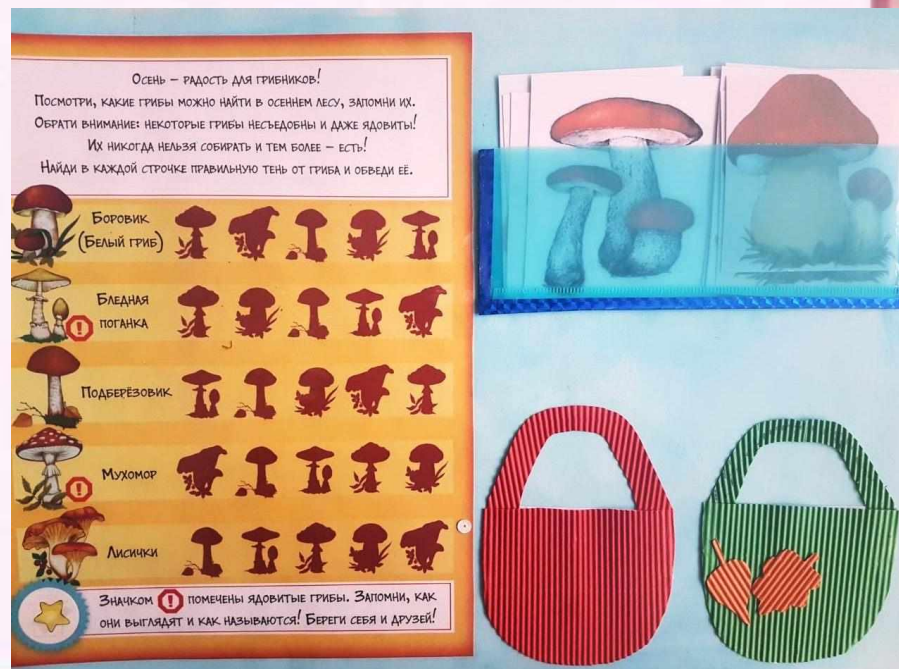 Осень – радость для грибников!
Посмотри, какие грибы можно найти в осеннем лесу, запомни их.
Обрати внимание: некоторые грибы несъедобны и даже ядовиты!
Их никогда нельзя собирать и тем более – есть!
Найди в каждой строчке правильную тень от гриба и обведи её.
Боровик
(Белый гриб)
Бледная
поганка
!
Подберёзовик
Мухомор
!
Лисички
Значком ! помечены ядовитые грибы. Запомни, как
они выглядят и как называются! Береги себя и друзей!